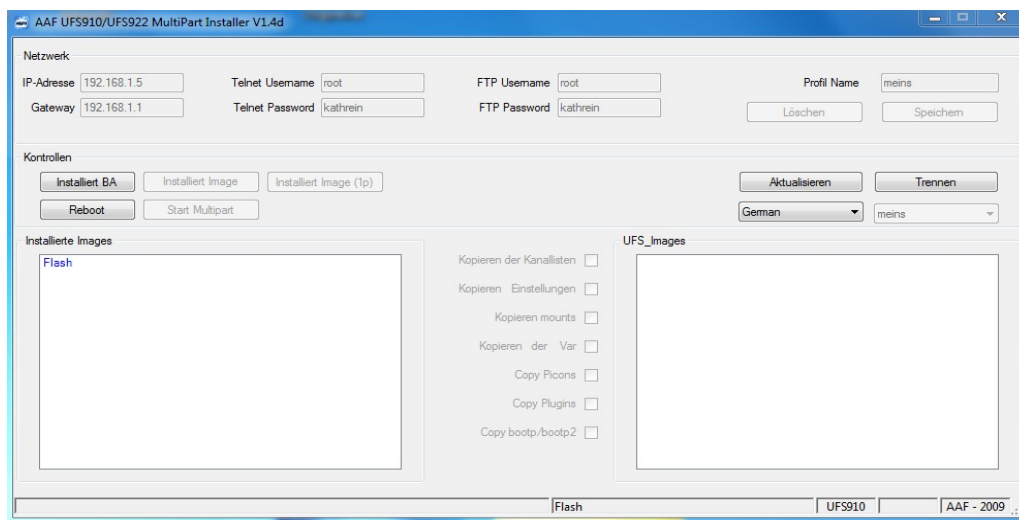 AAF UFS910/UFS922 MultiPart Installer V1.4d
Netzwerk
IP-Adresse 192.168.1.5 Telnet Username root FTP Username root Profil Name meins
Gateway 192.168.1.1 Telnet Password kathrein FTP Password kathrein Löschen Speichern
Kontrollen
Installiert BA Installiert Image Installiert Image (1p) Aktualisieren Trennen
Reboot Start Multipart German meins
Installierte Images UFS_Images
Flash
Kopieren der Kanallisten
Kopieren Einstellungen
Kopieren mounts
Kopieren der Var
Copy Picons
Copy Plugins
Copy bootp/bootp2
Flash UFS910 AAF - 2009